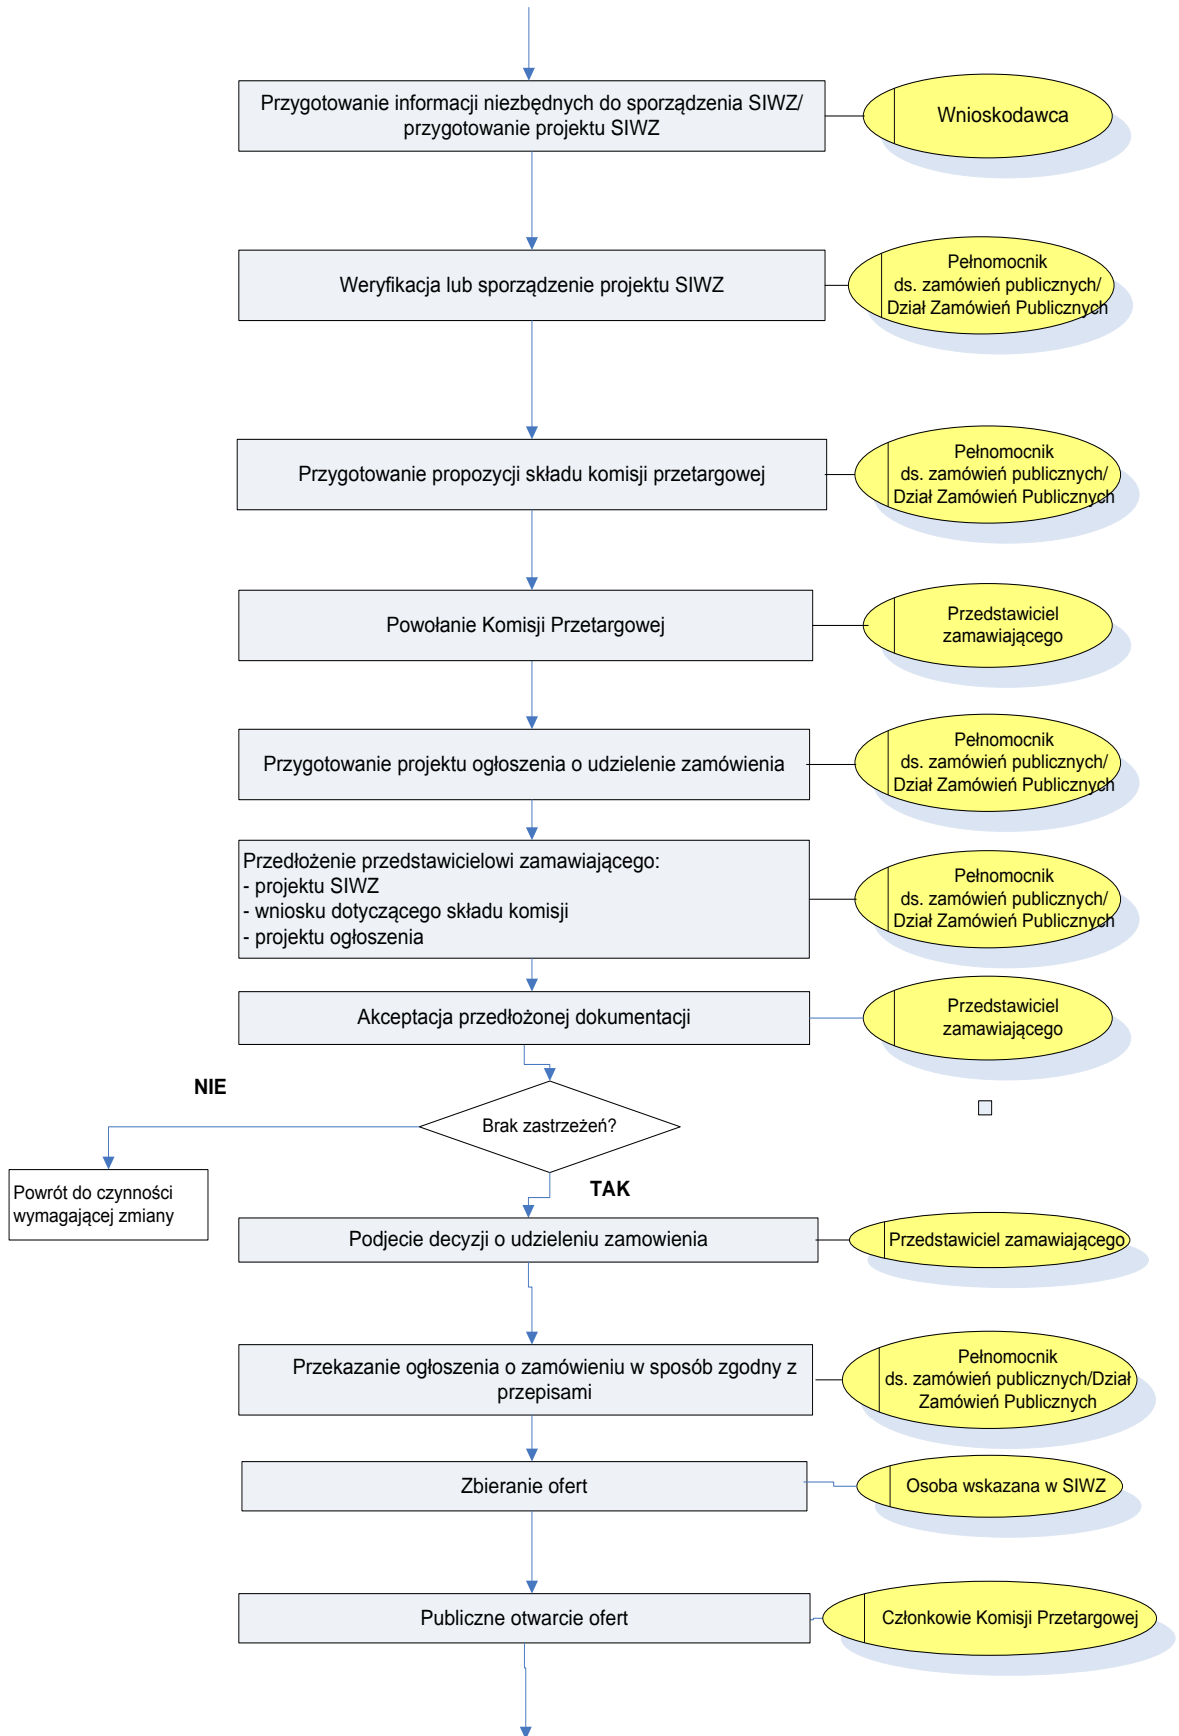 Przygotowanie informacji niezbędnych do sporządzenia SIWZ/
przygotowanie projektu SIWZ
Wnioskodawca
Weryfikacja lub sporządzenie projektu SIWZ
Pełnomocnik
ds. zamówień publicznych/
Dział Zamówień Publicznych
Przygotowanie propozycji składu komisji przetargowej
Pełnomocnik
ds. zamówień publicznych/
Dział Zamówień Publicznych
Powołanie Komisji Przetargowej
Przedstawiciel
zamawiającego
Przygotowanie projektu ogłoszenia o udzielenie zamówienia
Pełnomocnik
ds. zamówień publicznych/
Dział Zamówień Publicznych
Przedłożenie przedstawicielowi zamawiającego:
- projektu SIWZ
- wniosku dotyczącego składu komisji
- projektu ogłoszenia
Pełnomocnik
ds. zamówień publicznych/
Dział Zamówień Publicznych
Akceptacja przedłożonej dokumentacji
Przedstawiciel
zamawiającego
NIE
Brak zastrzeżeń?
Powrót do czynności
wymagającej zmiany
TAK
Podjecie decyzji o udzieleniu zamowienia
Przedstawiciel zamawiającego
Przekazanie ogłoszenia o zamówieniu w sposób zgodny z
przepisami
Pełnomocnik
ds. zamówień publicznych/Dział
Zamówień Publicznych
Zbieranie ofert
Osoba wskazana w SIWZ
Publiczne otwarcie ofert
Członkowie Komisji Przetargowej